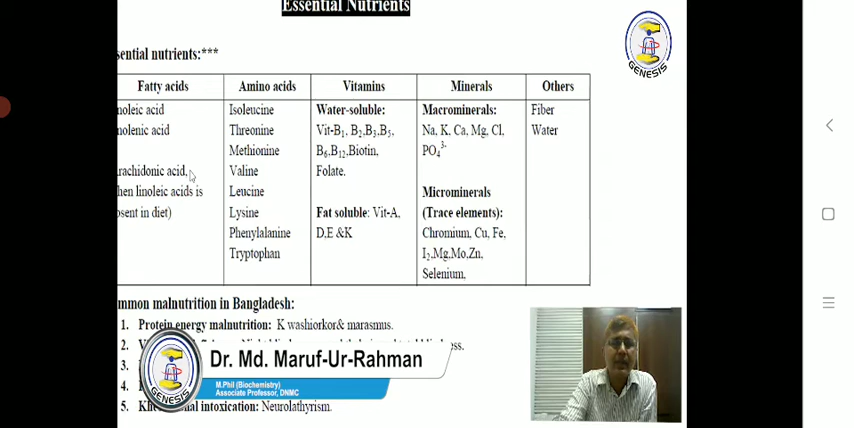 Essential Nutrients
sential nutrients:***
GENESIS
Fatty acids
Amino acids
Vitamins
Minerals
Others
noleic acid
nolenic acid
rachidonic acid,
hen linoleic acids is
bsent in diet)
Isoleucine
Threonine
Methionine
Valine
Leucine
Lysine
Phenylalanine
Tryptophan
Water-soluble:
Vit-B1, B2,B3,B5,
B6,B12,Biotin,
Folate.
Fat soluble: Vit-A,
D,E &K
Macrominerals:
Na, K, Ca, Mg, Cl,
PO4 3-
Microminerals
(Trace elements):
Chromium, Cu, Fe,
I2,Mg,Mo,Zn,
Selenium,
Fiber
Water
mmon malnutrition in Bangladesh:
1. Protein energy malnutrition: K washiorkor& marasmus.
2. ess.
3.
4.
5. Khe al intoxication: Neurolathyrism.
GENESIS
Dr. Md. Maruf-Ur-Rahman
M.Phil (Biochemistry)
Associate Professor, DNMC